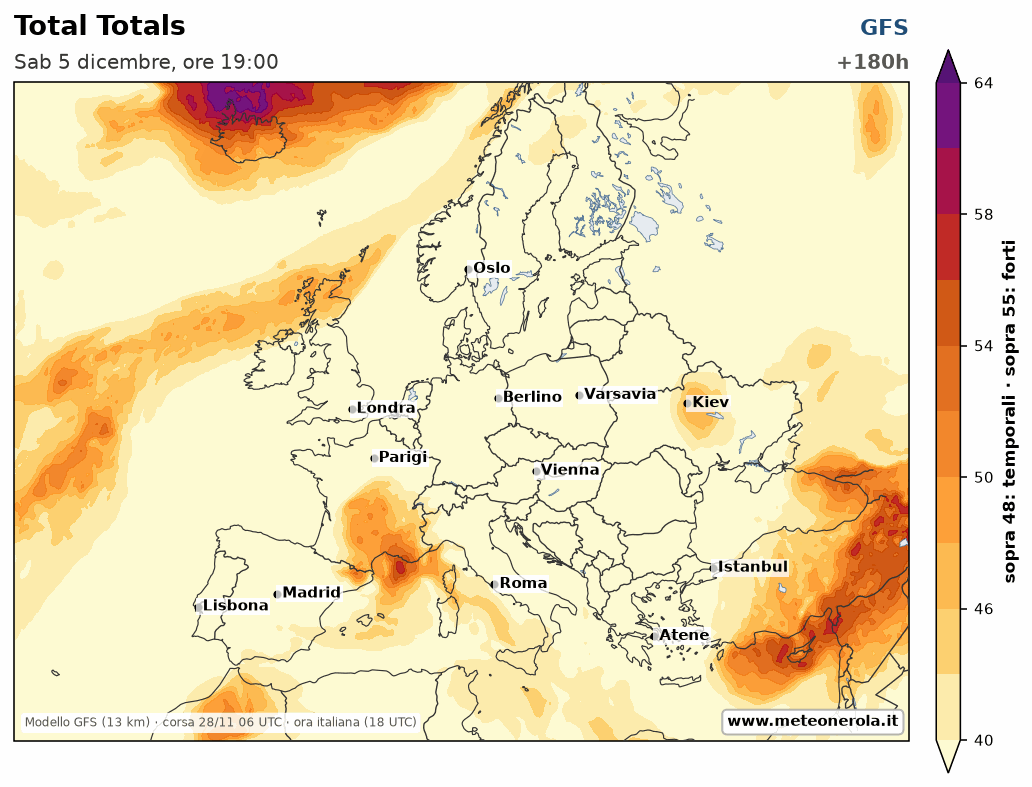 Total Totals
GFS
Sab 5 dicembre, ore 19:00
+180h
64
58
54
50
46
40
sopra 48: temporali · sopra 55: forti
Oslo
Berlino
Varsavia
Kiev
Londra
Parigi
Vienna
Istanbul
Roma
Madrid
Lisbona
Atene
Modello GFS (13 km) · corsa 28/11 06 UTC · ora italiana (18 UTC)
www.meteonerola.it